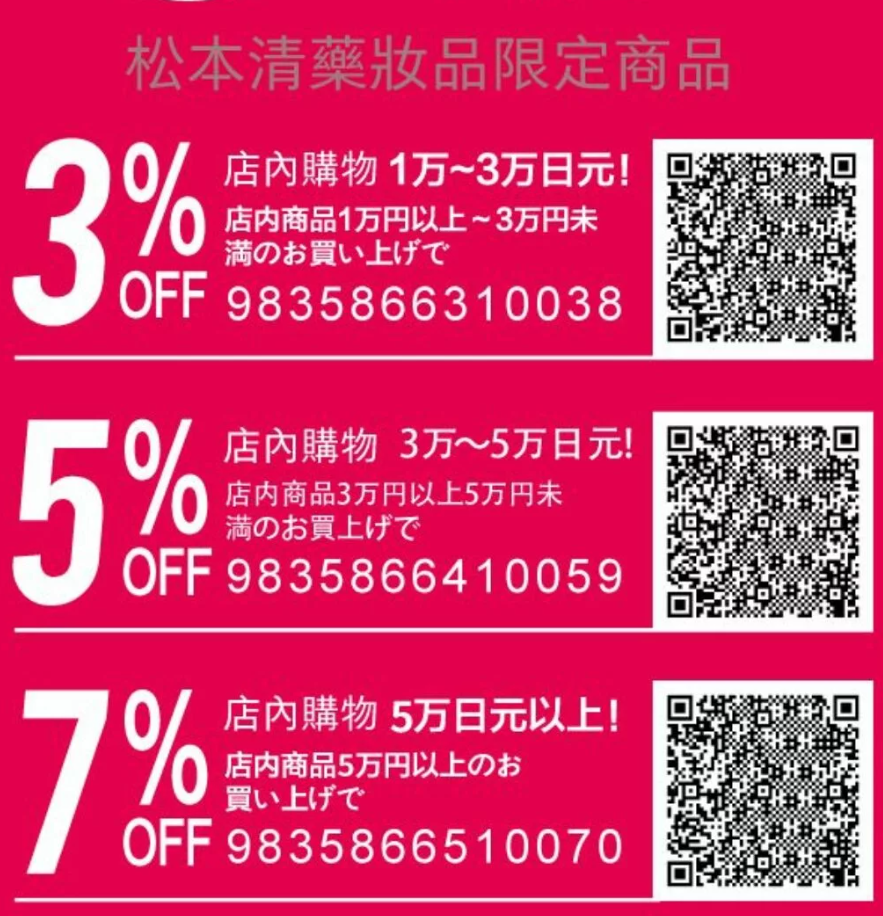 松本清藥妝品限定商品
3%
OFF
店內購物 1万~3万日元!
店内商品1万円以上~3万円未
満のお買い上げで
9835866310038
5%
OFF
店內購物 3万～5万日元!
店内商品3万円以上5万円未
満のお買上げで
9835866410059
7%
OFF
店內購物 5万日元以上!
店内商品5万円以上のお
買い上げで
9835866510070